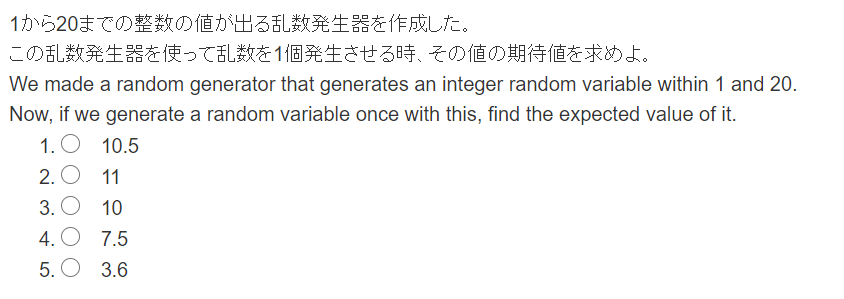 1から20までの整数の値が出る乱数発生器を作成した。
この乱数発生器を使って乱数を1個発生させる時、その値の期待値を求めよ。
We made a random generator that generates an integer random variable within 1 and 20.
Now, if we generate a random variable once with this, find the expected value of it.
1. 10.5
2. 11
3. 10
4. 7.5
5. 3.6